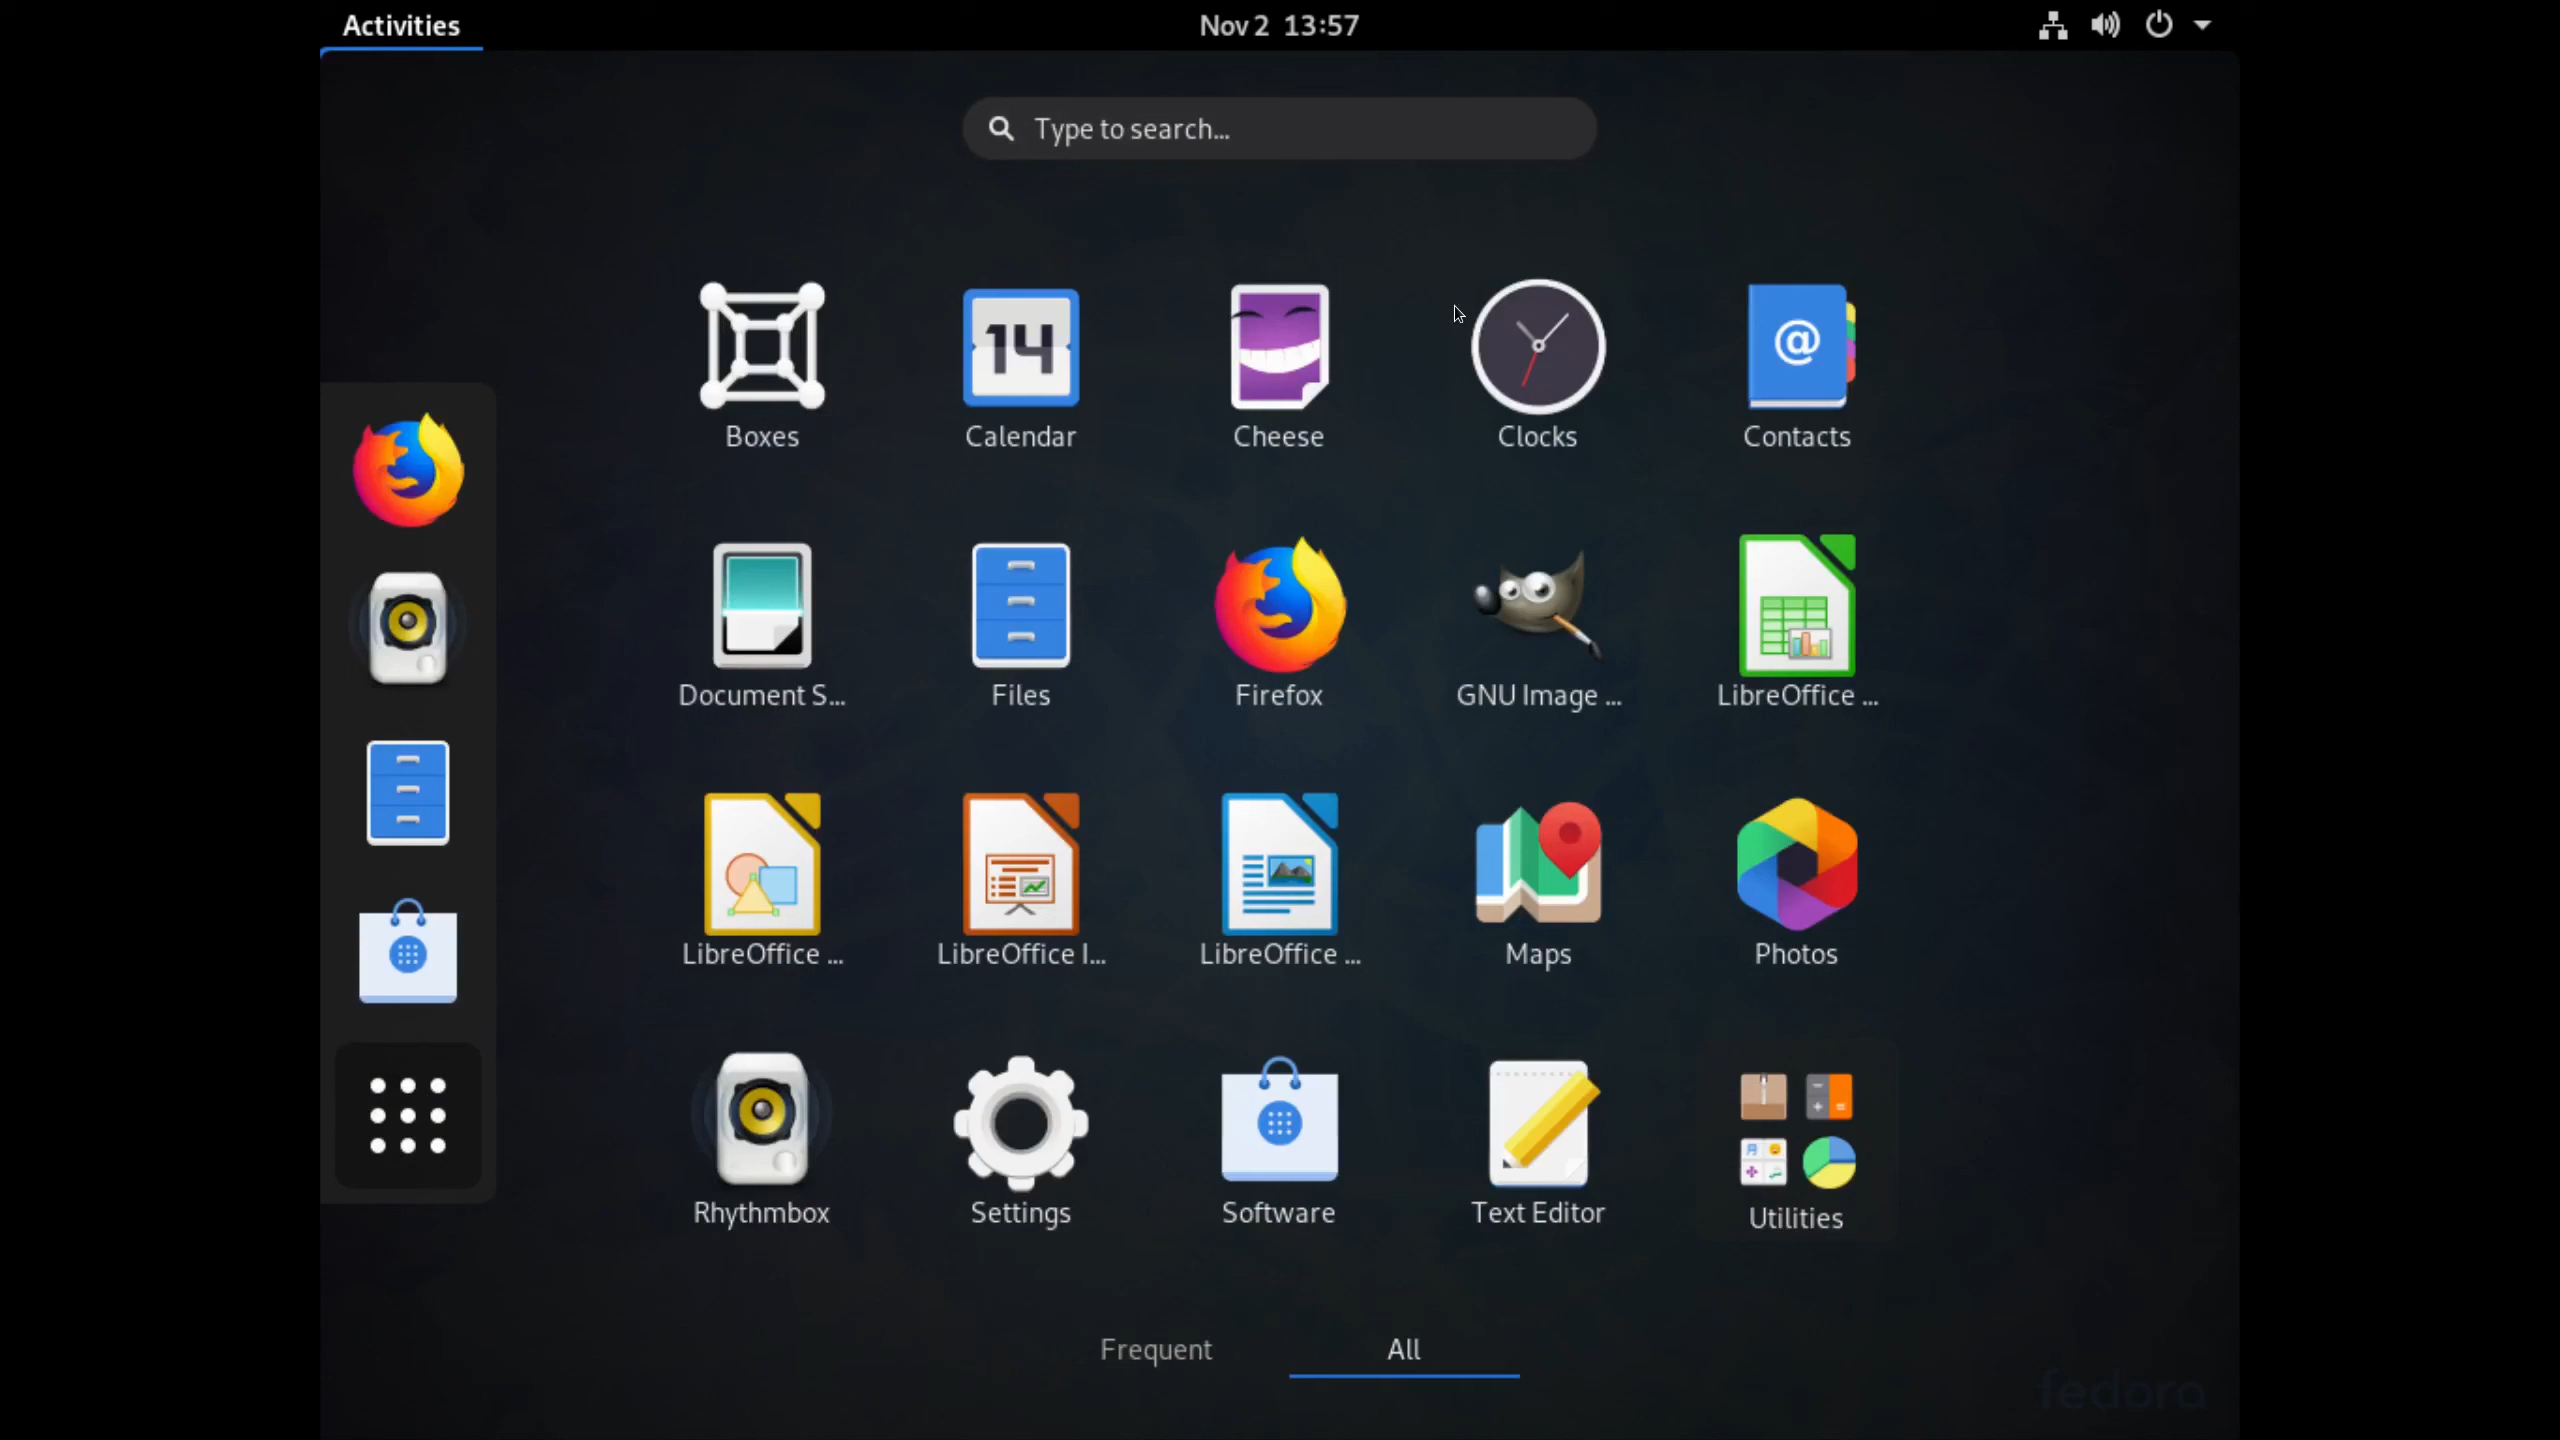 Activities
Nov 2 13:57
Type to search...
14
@
Boxes
Calendar
Cheese
Clocks
Contacts
Document S...
Files
Firefox
GNU Image ...
LibreOffice ...
LibreOffice ...
LibreOffice I...
LibreOffice ...
Maps
Photos
Rhythmbox
Settings
Software
Text Editor
Utilities
Frequent
All
fedora